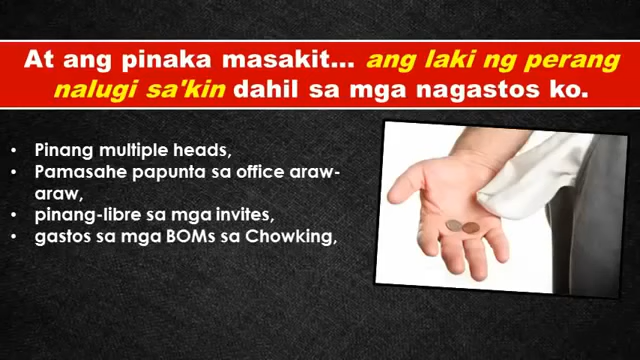 At ang pinaka masakit... ang laki ng perang
nalugi sa'kin dahil sa mga nagastos ko.
• Pinang multiple heads,
• Pamasahe papunta sa office araw-
araw,
• pinang-libre sa mga invites,
• gastos sa mga BOMs sa Chowking,